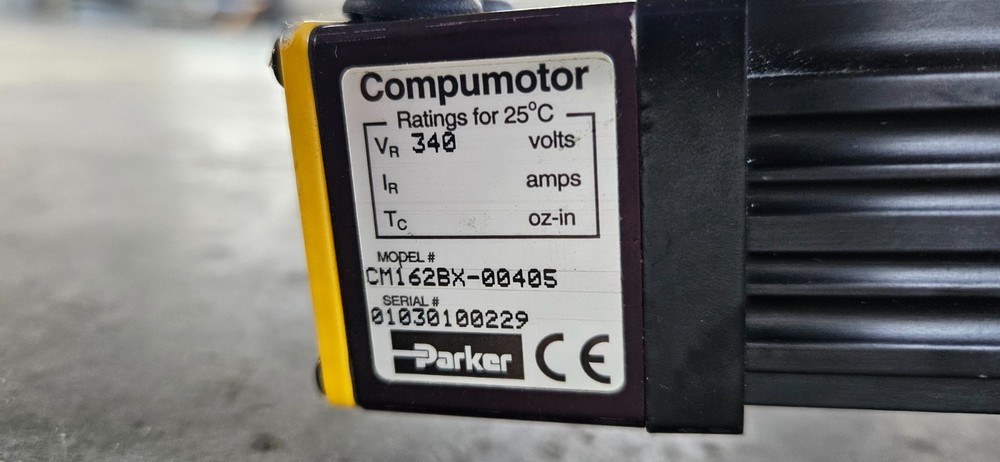 Compumotor
Ratings for 25°C
VR 340 volts
IR amps
TC oz-in
MODEL #
CM162BX-00405
SERIAL #
01030100229
Parker CE